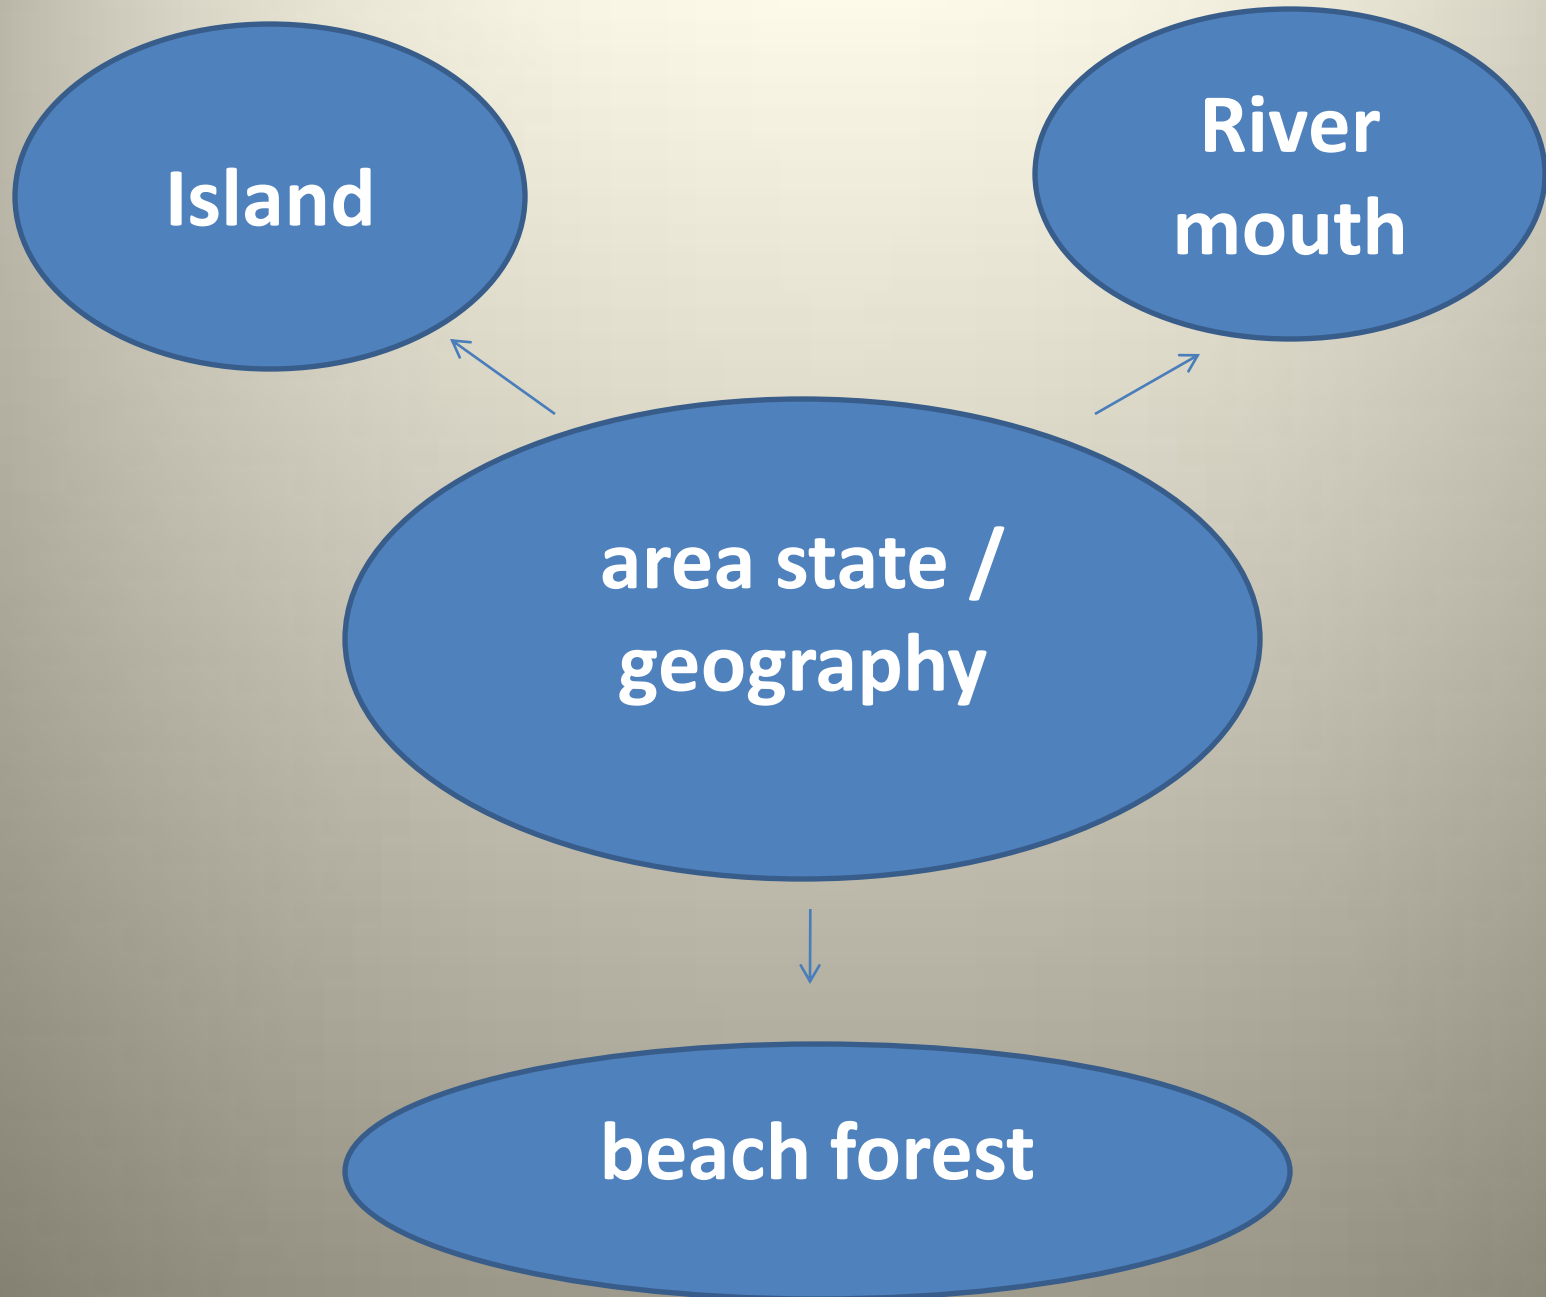 Island
River
mouth
area state /
geography
beach forest